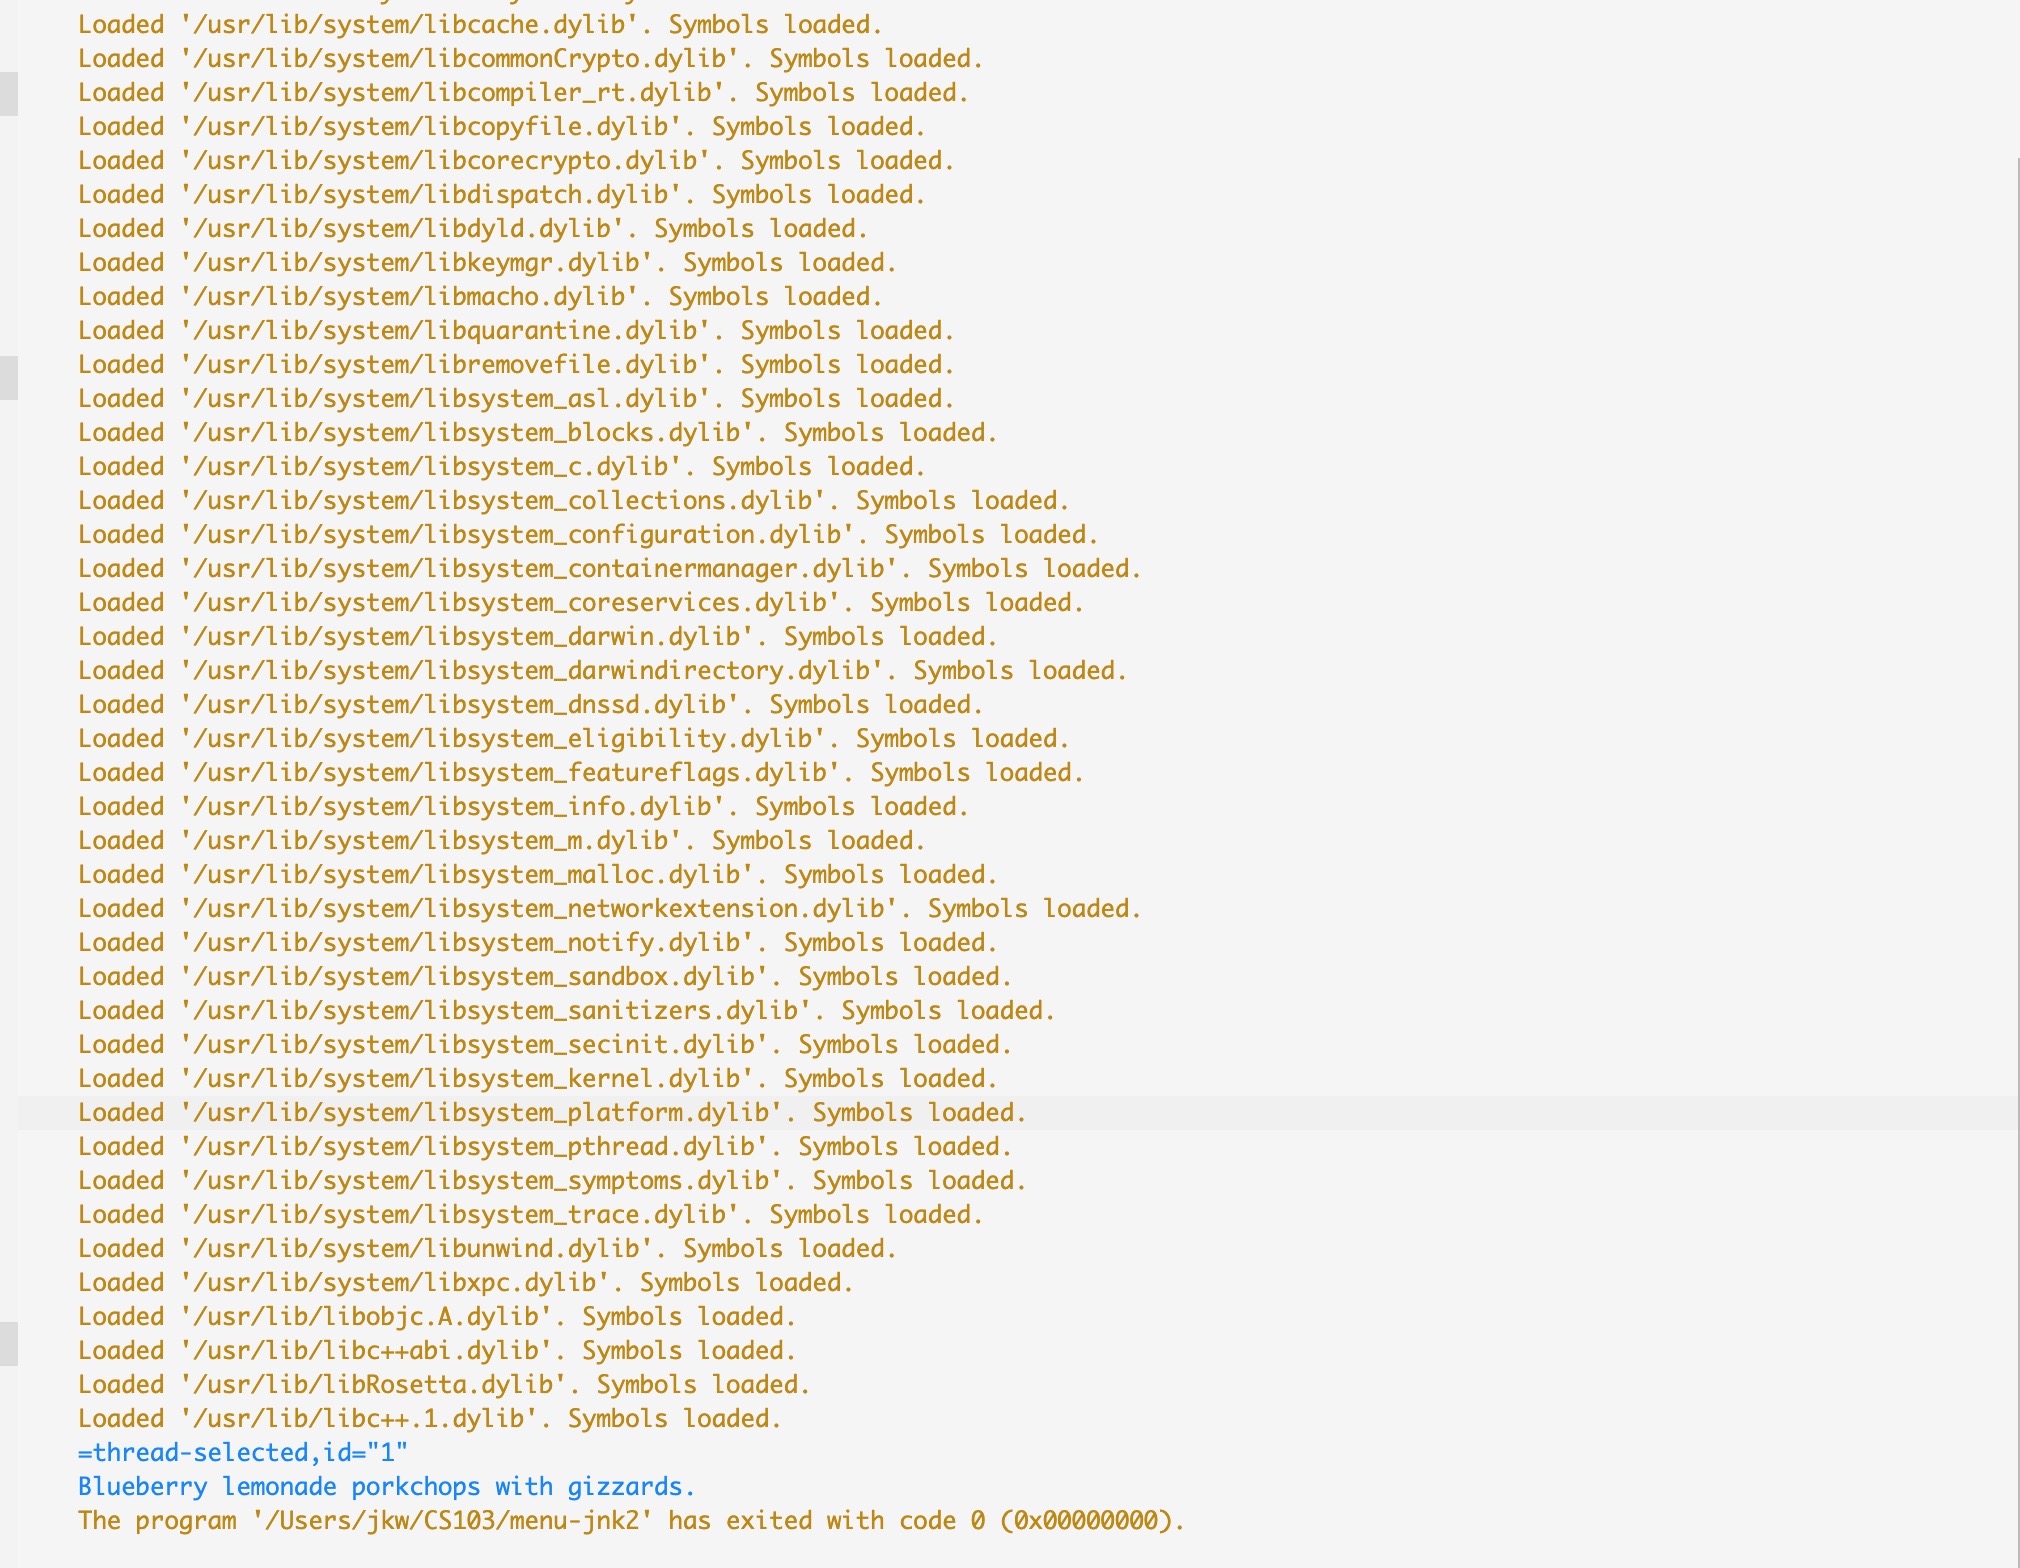 Loaded '/usr/lib/system/libcache.dylib'. Symbols loaded.
Loaded '/usr/lib/system/libcommonCrypto.dylib'. Symbols loaded.
Loaded '/usr/lib/system/libcompiler_rt.dylib'. Symbols loaded.
Loaded '/usr/lib/system/libcopyfile.dylib'. Symbols loaded.
Loaded '/usr/lib/system/libcorecrypto.dylib'. Symbols loaded.
Loaded '/usr/lib/system/libdispatch.dylib'. Symbols loaded.
Loaded '/usr/lib/system/libdyld.dylib'. Symbols loaded.
Loaded '/usr/lib/system/libkeymgr.dylib'. Symbols loaded.
Loaded '/usr/lib/system/libmacho.dylib'. Symbols loaded.
Loaded '/usr/lib/system/libquarantine.dylib'. Symbols loaded.
Loaded '/usr/lib/system/libremovefile.dylib'. Symbols loaded.
Loaded '/usr/lib/system/libsystem_asl.dylib'. Symbols loaded.
Loaded '/usr/lib/system/libsystem_blocks.dylib'. Symbols loaded.
Loaded '/usr/lib/system/libsystem_c.dylib'. Symbols loaded.
Loaded '/usr/lib/system/libsystem_collections.dylib'. Symbols loaded.
Loaded '/usr/lib/system/libsystem_configuration.dylib'. Symbols loaded.
Loaded '/usr/lib/system/libsystem_containermanager.dylib'. Symbols loaded.
Loaded '/usr/lib/system/libsystem_coreservices.dylib'. Symbols loaded.
Loaded '/usr/lib/system/libsystem_darwin.dylib'. Symbols loaded.
Loaded '/usr/lib/system/libsystem_darwindirectory.dylib'. Symbols loaded.
Loaded '/usr/lib/system/libsystem_dnssd.dylib'. Symbols loaded.
Loaded '/usr/lib/system/libsystem_eligibility.dylib'. Symbols loaded.
Loaded '/usr/lib/system/libsystem_featureflags.dylib'. Symbols loaded.
Loaded '/usr/lib/system/libsystem_info.dylib'. Symbols loaded.
Loaded '/usr/lib/system/libsystem_m.dylib'. Symbols loaded.
Loaded '/usr/lib/system/libsystem_malloc.dylib'. Symbols loaded.
Loaded '/usr/lib/system/libsystem_networkextension.dylib'. Symbols loaded.
Loaded '/usr/lib/system/libsystem_notify.dylib'. Symbols loaded.
Loaded '/usr/lib/system/libsystem_sandbox.dylib'. Symbols loaded.
Loaded '/usr/lib/system/libsystem_sanitizers.dylib'. Symbols loaded.
Loaded '/usr/lib/system/libsystem_secinit.dylib'. Symbols loaded.
Loaded '/usr/lib/system/libsystem_kernel.dylib'. Symbols loaded.
Loaded '/usr/lib/system/libsystem_platform.dylib'. Symbols loaded.
Loaded '/usr/lib/system/libsystem_pthread.dylib'. Symbols loaded.
Loaded '/usr/lib/system/libsystem_symptoms.dylib'. Symbols loaded.
Loaded '/usr/lib/system/libsystem_trace.dylib'. Symbols loaded.
Loaded '/usr/lib/system/libunwind.dylib'. Symbols loaded.
Loaded '/usr/lib/system/libxpc.dylib'. Symbols loaded.
Loaded '/usr/lib/libobjc.A.dylib'. Symbols loaded.
Loaded '/usr/lib/libc++abi.dylib'. Symbols loaded.
Loaded '/usr/lib/libRosetta.dylib'. Symbols loaded.
Loaded '/usr/lib/libc++.1.dylib'. Symbols loaded.
=thread-selected,id="1"
Blueberry lemonade porkchops with gizzards.
The program '/Users/jkw/CS103/menu-jnk2' has exited with code 0 (0x00000000).